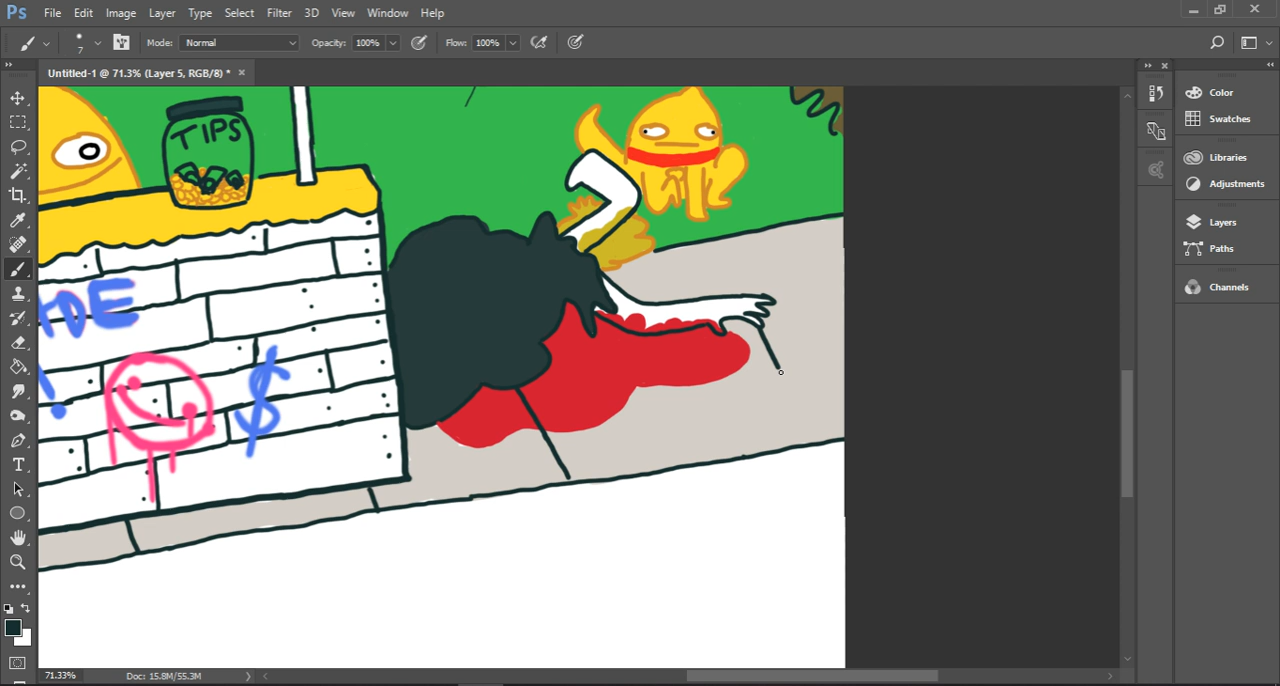 Ps File Edit Image Layer Type Select Filter 3D View Window Help
7 Mode: Normal Opacity: 100% Flow: 100%
Untitled-1 @ 71.3% (Layer 5, RGB/8) *
TIPS
DE
!
$
Color
Swatches
Libraries
Adjustments
Layers
Paths
Channels
71.33% Doc: 15.8M/55.3M